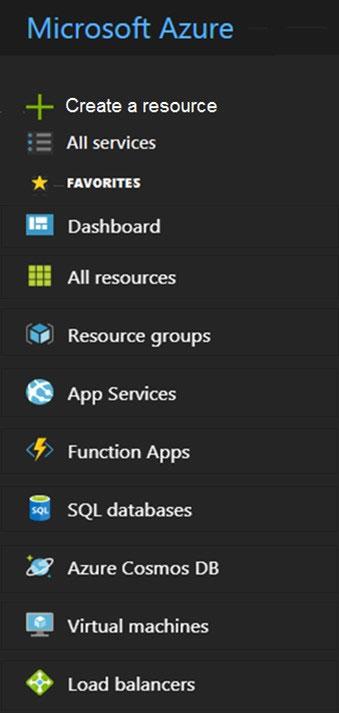 Microsoft Azure
Create a resource
All services
FAVORITES
Dashboard
All resources
Resource groups
App Services
Function Apps
SQL
SQL databases
Azure Cosmos DB
Virtual machines
Load balancers